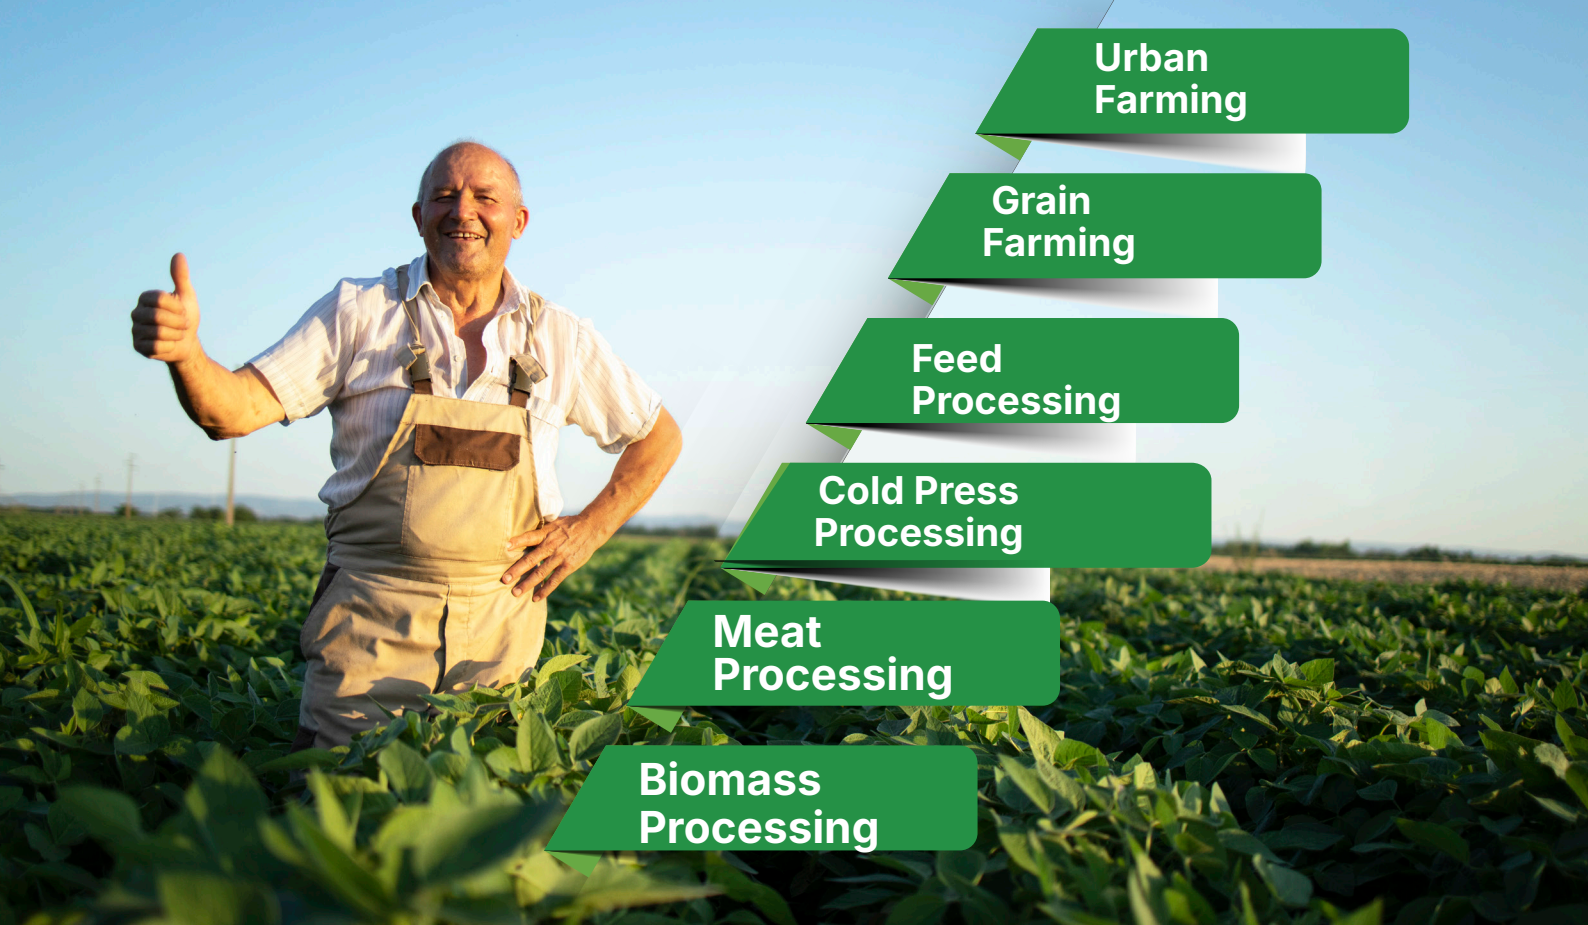 Urban
Farming
Grain
Farming
Feed
Processing
Cold Press
Processing
Meat
Processing
Biomass
Processing